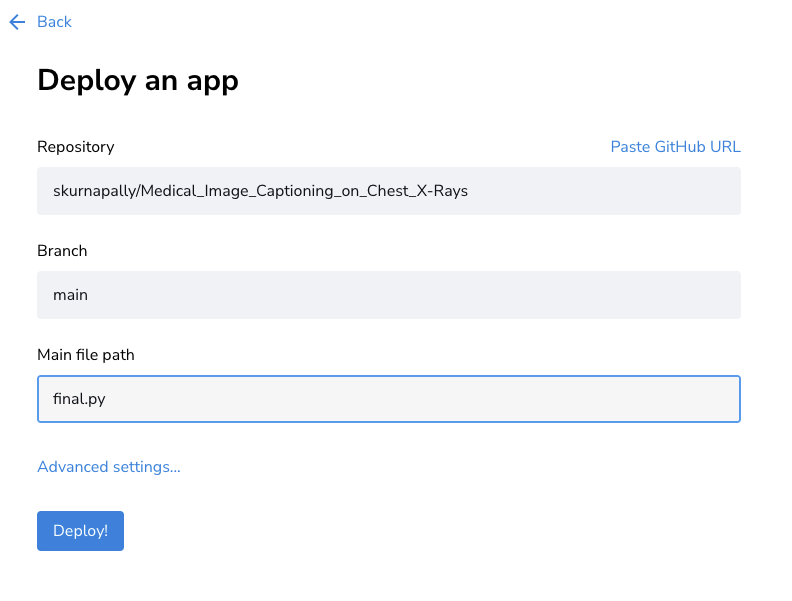 Back
Deploy an app
Repository
Paste GitHub URL
skurnapally/Medical_Image_Captioning_on_Chest_X-Rays
Branch
main
Main file path
final.py
Advanced settings...
Deploy!